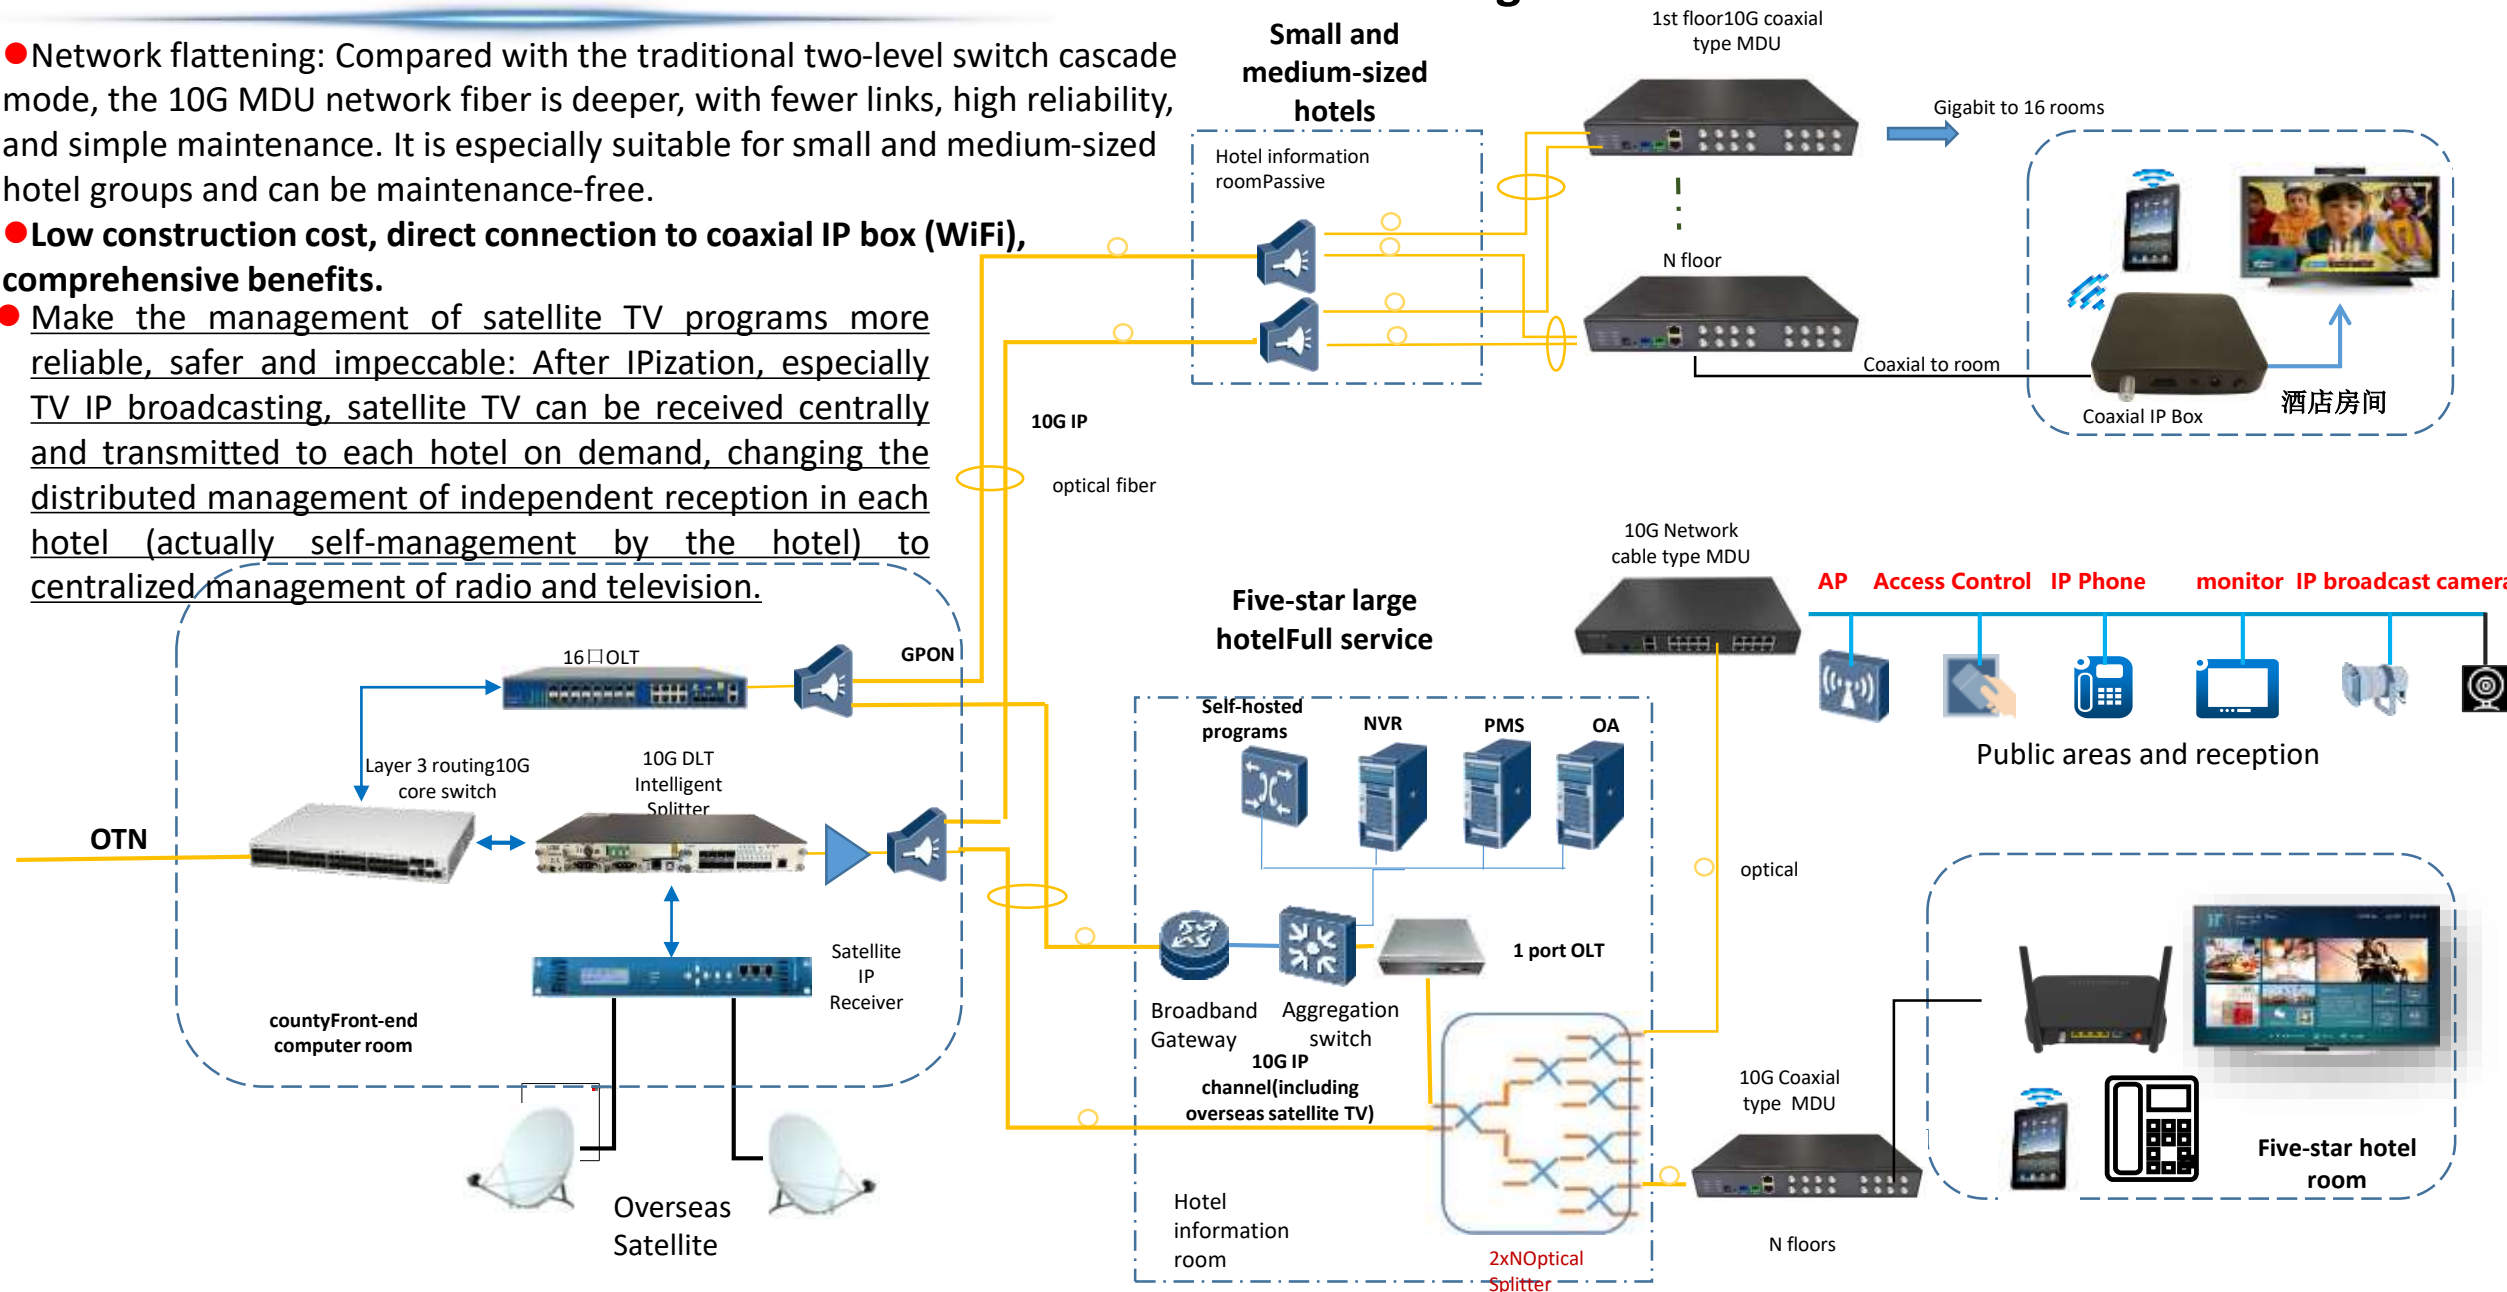 ●Network flattening: Compared with the traditional two-level switch cascade
mode, the 10G MDU network fiber is deeper, with fewer links, high reliability,
and simple maintenance. It is especially suitable for small and medium-sized
hotel groups and can be maintenance-free.
●Low construction cost, direct connection to coaxial IP box (WiFi),
comprehensive benefits.
● Make the management of satellite TV programs more
reliable, safer and impeccable: After IPization, especially
TV IP broadcasting, satellite TV can be received centrally
and transmitted to each hotel on demand, changing the
distributed management of independent reception in each
hotel (actually self-management by the hotel) to
centralized management of radio and television.
Small and
medium-sized
hotels
1st floor10G coaxial
type MDU
Gigabit to 16 rooms
Hotel information
roomPassive
N floor
Coaxial to room
Coaxial IP Box
酒店房间
10G IP
optical fiber
10G Network
cable type MDU
AP Access Control IP Phone monitor IP broadcast camera
Public areas and reception
Five-star large
hotelFull service
16口OLT
GPON
Layer 3 routing10G
core switch
10G DLT
Intelligent
Splitter
OTN
Satellite
IP
Receiver
countyFront-end
computer room
Overseas
Satellite
Self-hosted
programs
NVR
PMS
OA
optical
1 port OLT
Broadband
Gateway
Aggregation
switch
10G IP
channel(including
overseas satellite TV)
Hotel
information
room
2xNOptical
Splitter
10G Coaxial
type MDU
N floors
Five-star hotel
room